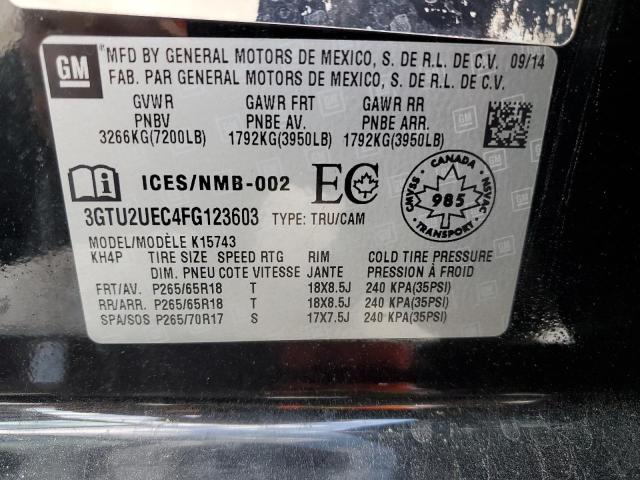 GM
MFD BY GENERAL MOTORS DE MEXICO, S. DE R.L. DE C.V. 09/14
FAB. PAR GENERAL MOTORS DE MEXICO, S. DE R.L. DE C.V.
GVWR GAWR FRT GAWR RR
PNBV PNBE AV. PNBE ARR.
3266KG(7200LB) 1792KG(3950LB) 1792KG(3950LB)
ICES/NMB-002 EC
CANADA
CMVSS 985 NSVAC
TRANSPORT
3GTU2UEC4FG123603 TYPE: TRU/CAM
MODEL/MODÈLE K15743
KH4P TIRE SIZE SPEED RTG RIM COLD TIRE PRESSURE
DIM. PNEU COTE VITESSE JANTE PRESSION À FROID
FRT/AV. P265/65R18 T 18X8.5J 240 KPA(35PSI)
RR/ARR. P265/65R18 T 18X8.5J 240 KPA(35PSI)
SPA/SOS P265/70R17 S 17X7.5J 240 KPA(35PSI)